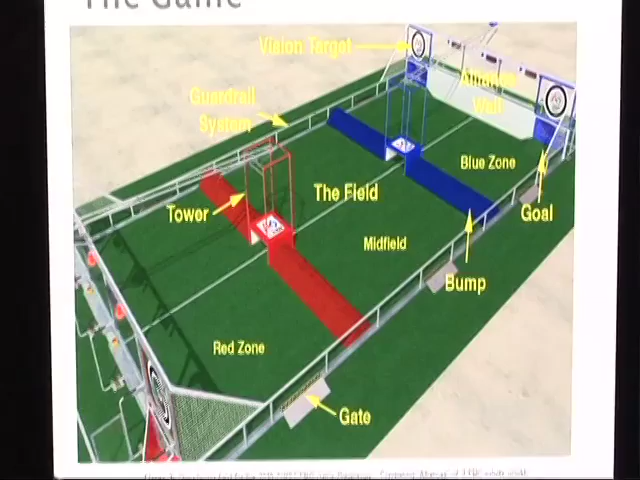 The Game
Vision Target
Alliance
Wall
Guardrail
System
Blue Zone
The Field
Tower
Goal
Midfield
Bump
Red Zone
Gate